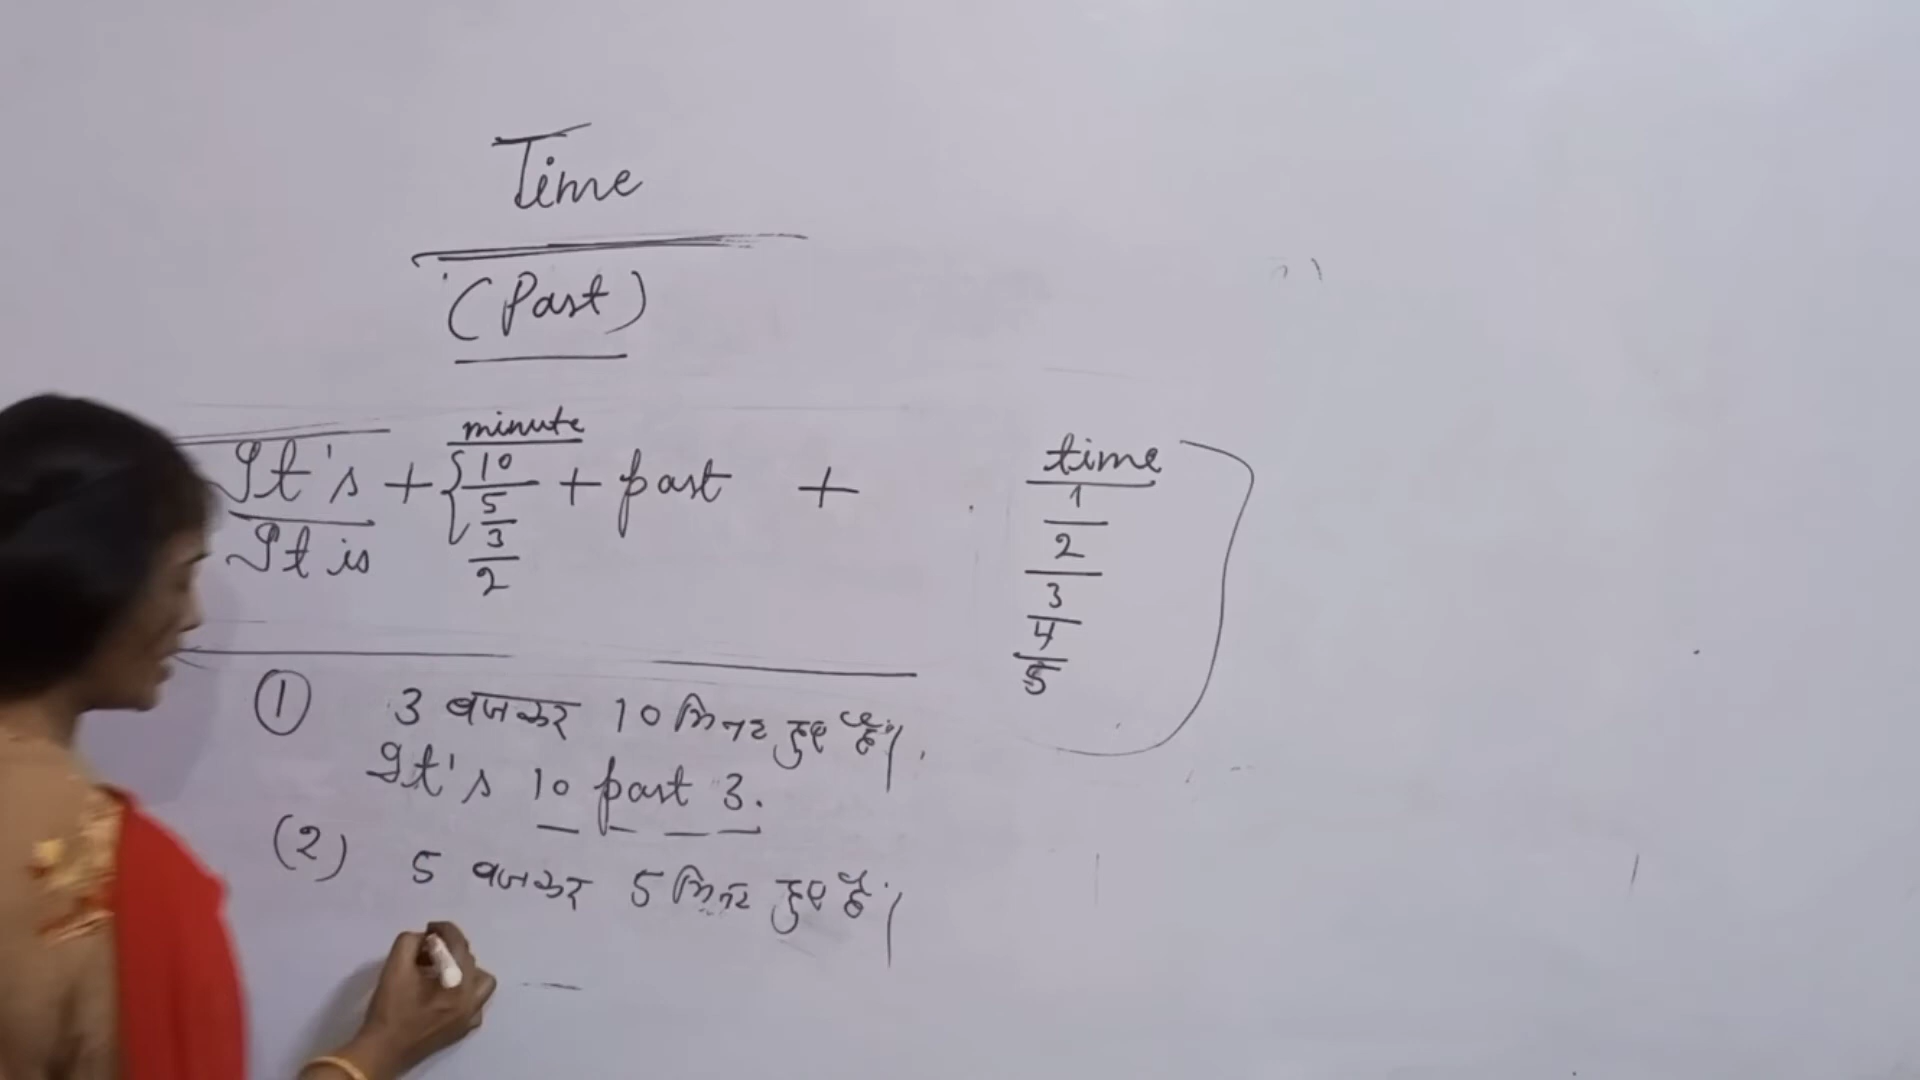 Time
(Past)
minute
It's + { 10 + past + time
It is
5
3
2
1
2
3
4
5
① 3 बजकर 10 मिनट हुए हैं।
It's 10 past 3.
(2) 5 बजकर 5 मिनट हुए हैं।